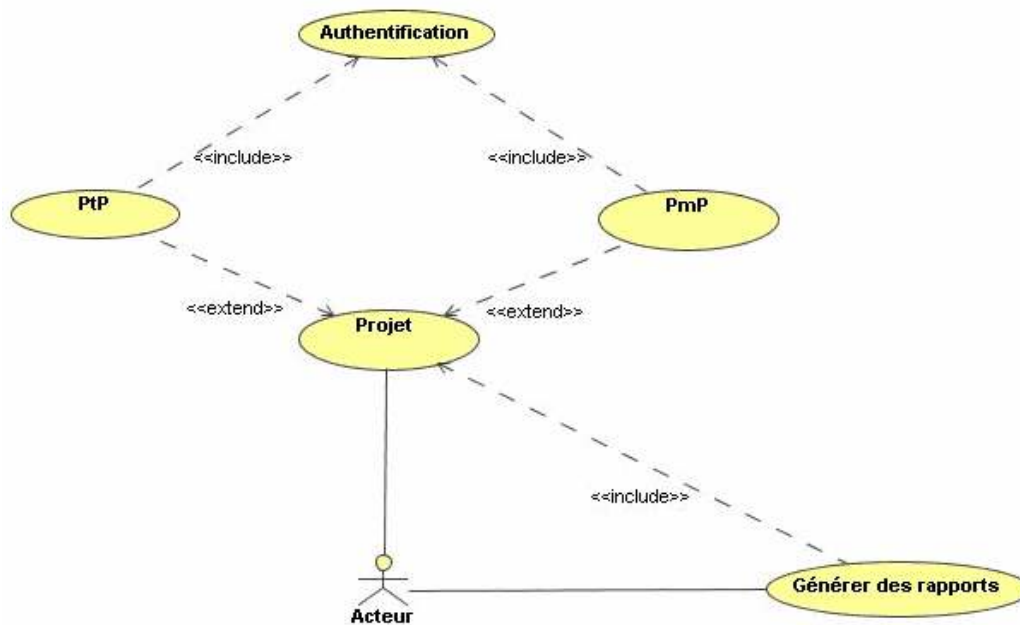 Authentification
<<include>>
<<include>>
PtP
PmP
<<extend>>
<<extend>>
Projet
<<include>>
Générer des rapports
Acteur